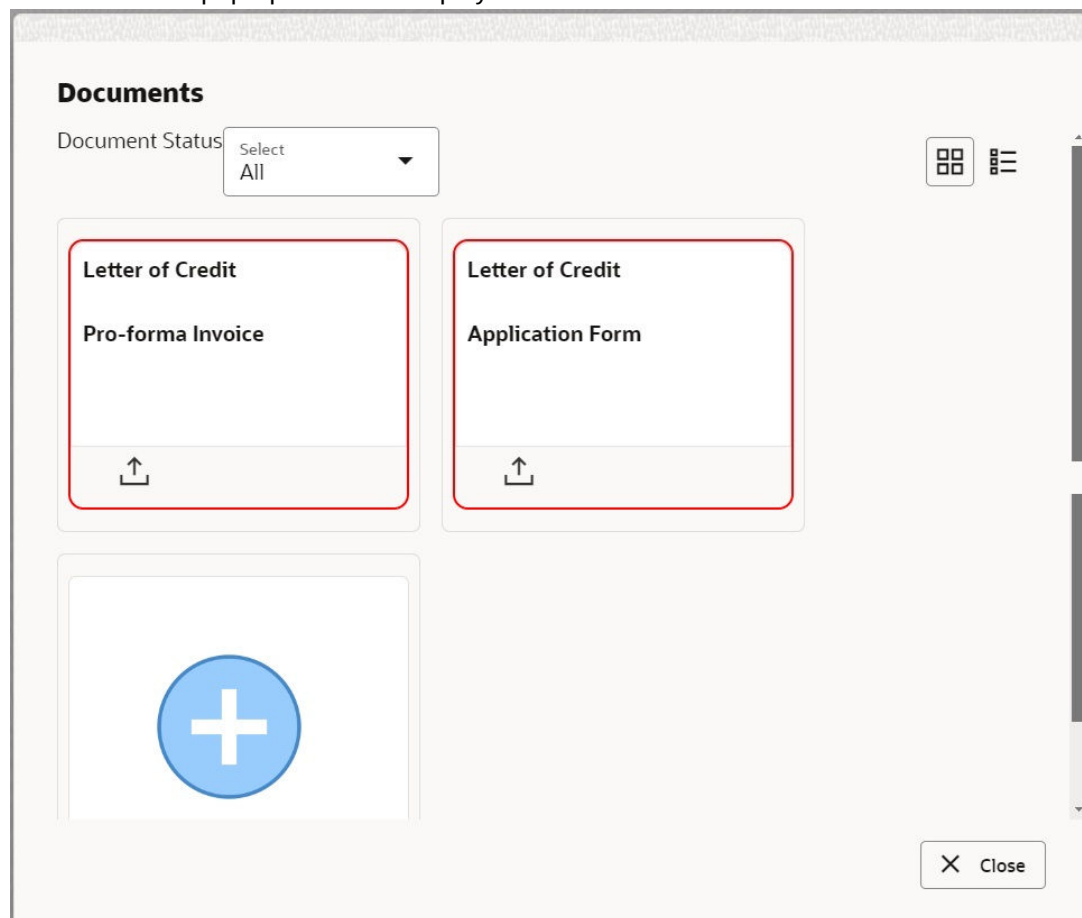 Documents
Document Status
Select
All
Letter of Credit
Pro-forma Invoice
Letter of Credit
Application Form
Close